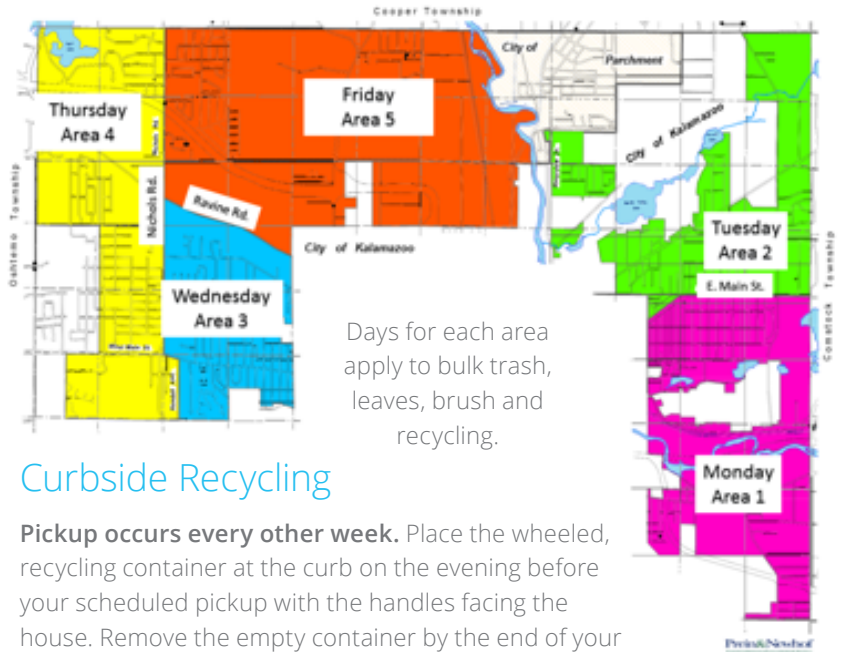 Cooper Township
City of
Parchment
Thursday
Area 4
Friday
Area 5
City of Kalamazoo
Oshtemo Township
Nichols Rd.
Ravine Rd.
City of Kalamazoo
Tuesday
Area 2
E. Main St.
Comstock Township
Wednesday
Area 3
Days for each area
apply to bulk trash,
leaves, brush and
recycling.
Monday
Area 1
Curbside Recycling
Pickup occurs every other week. Place the wheeled,
recycling container at the curb on the evening before
your scheduled pickup with the handles facing the
house. Remove the empty container by the end of your
Prein&Newhof